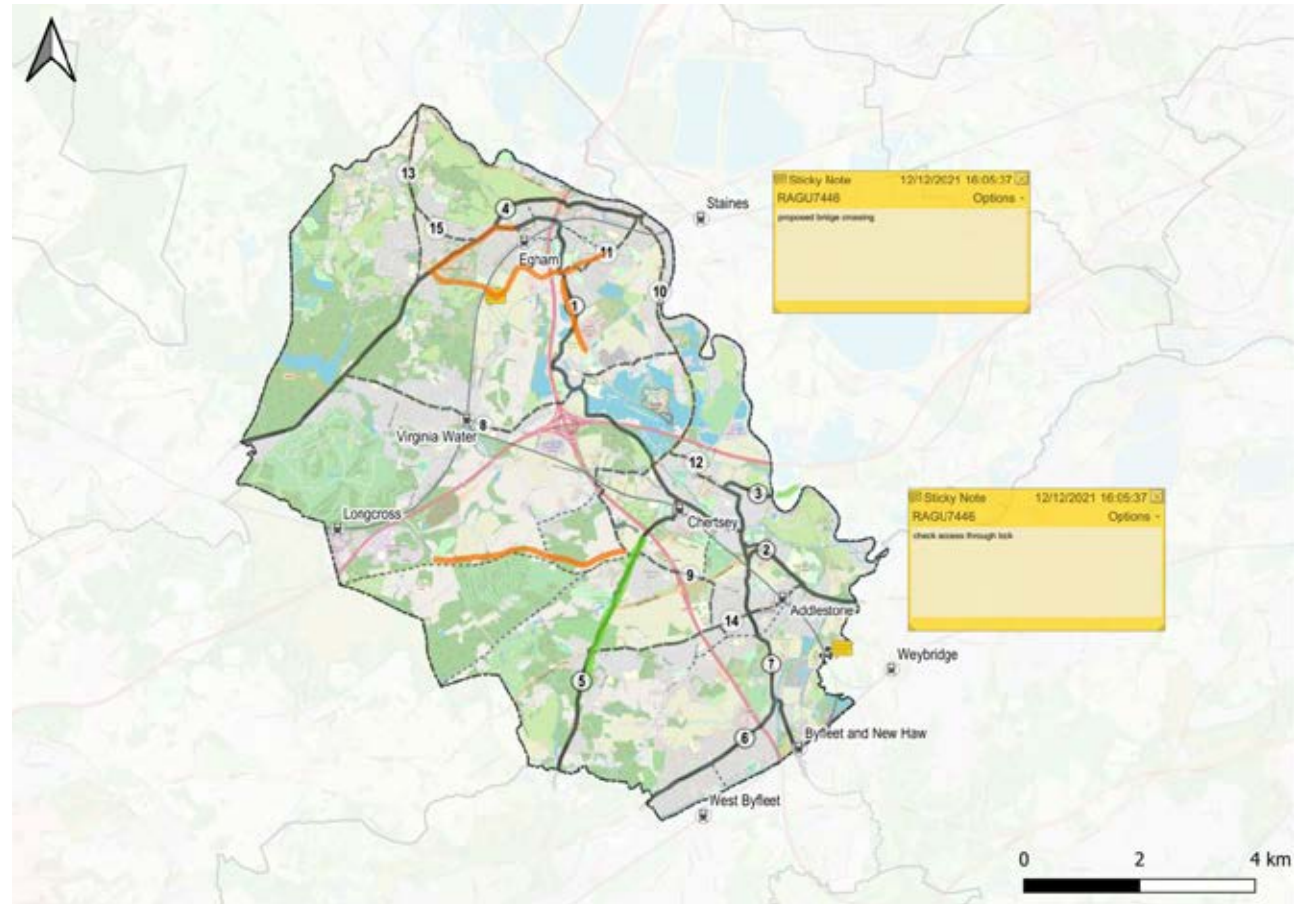 13
4
15
Egham
11
1
10
Staines
Sticky Note 12/12/2021 16:05:37
RAGU7446 Options
proposed bridge crossing
Virginia Water
8
12
3
Longcross
Chertsey
2
9
Addlestone
14
Sticky Note 12/12/2021 16:05:37
RAGU7446 Options
check access through lock
Weybridge
5
7
6
Byfleet and New Haw
West Byfleet
0 2 4 km